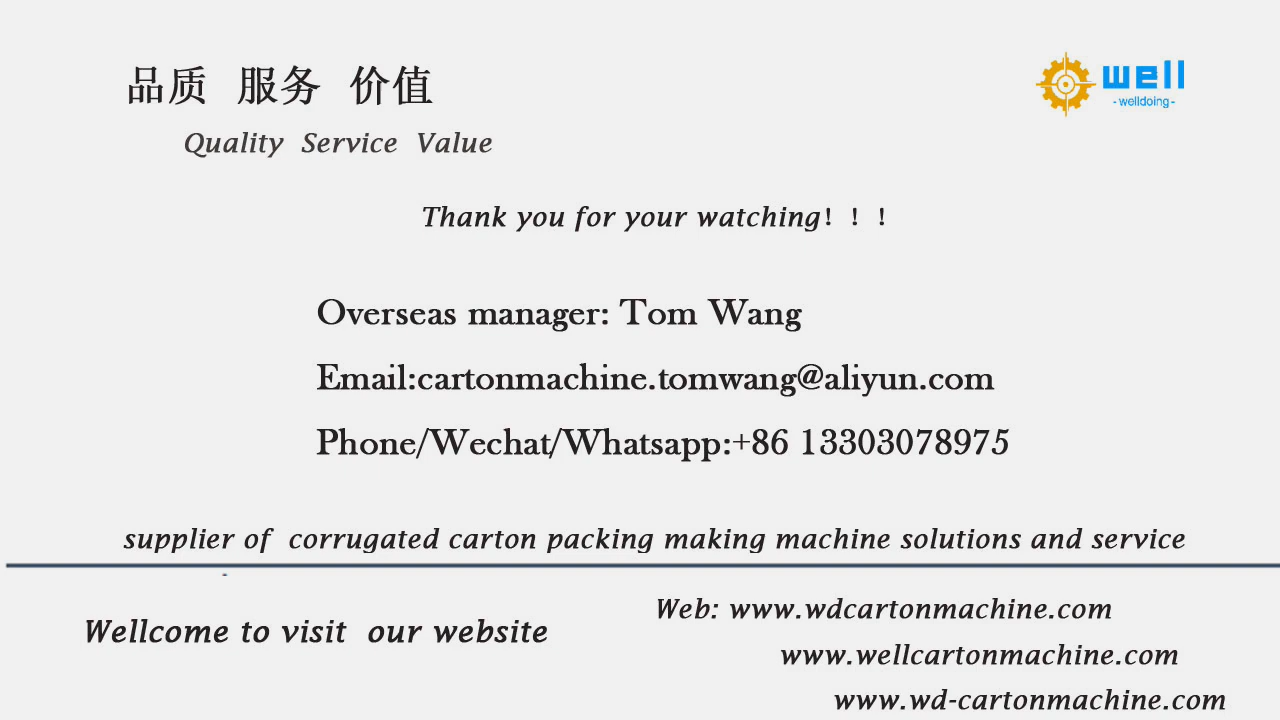 品质 服务 价值
well
-welldoing-
Quality Service Value
Thank you for your watching！！！
Overseas manager: Tom Wang
Email:cartonmachine.tomwang@aliyun.com
Phone/Wechat/Whatsapp:+86 13303078975
supplier of corrugated carton packing making machine solutions and service
Wellcome to visit our website
Web: www.wdcartonmachine.com
www.wellcartonmachine.com
www.wd-cartonmachine.com